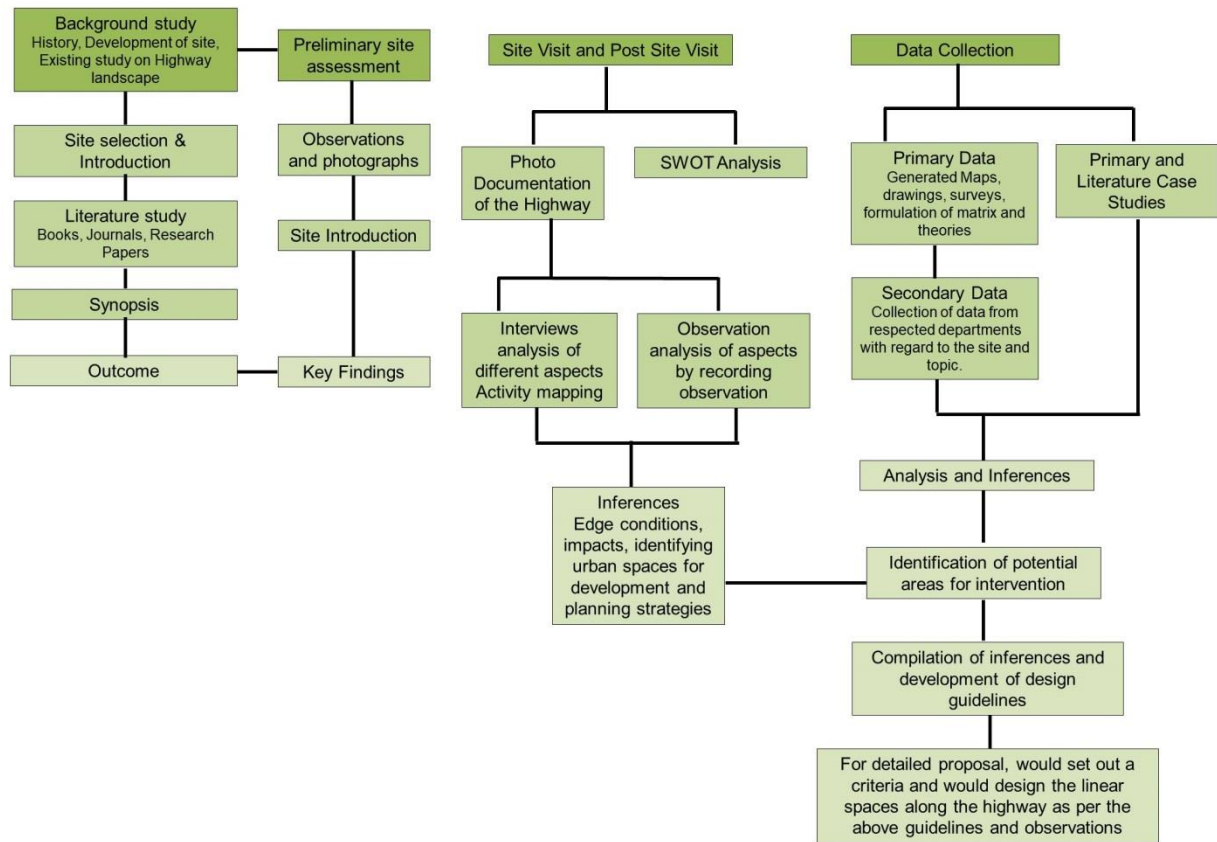 Background study
History, Development of site,
Existing study on Highway
landscape
Preliminary site
assessment
Site selection &
Introduction
Observations
and photographs
Literature study
Books, Journals, Research
Papers
Site Introduction
Synopsis
Outcome
Key Findings
Site Visit and Post Site Visit
Photo
Documentation
of the Highway
SWOT Analysis
Interviews
analysis of
different aspects
Activity mapping
Observation
analysis of aspects
by recording
observation
Inferences
Edge conditions,
impacts, identifying
urban spaces for
development and
planning strategies
Data Collection
Primary Data
Generated Maps,
drawings, surveys,
formulation of matrix and
theories
Primary and
Literature Case
Studies
Secondary Data
Collection of data from
respected departments
with regard to the site and
topic.
Analysis and Inferences
Identification of potential
areas for intervention
Compilation of inferences and
development of design
guidelines
For detailed proposal, would set out a
criteria and would design the linear
spaces along the highway as per the
above guidelines and observations